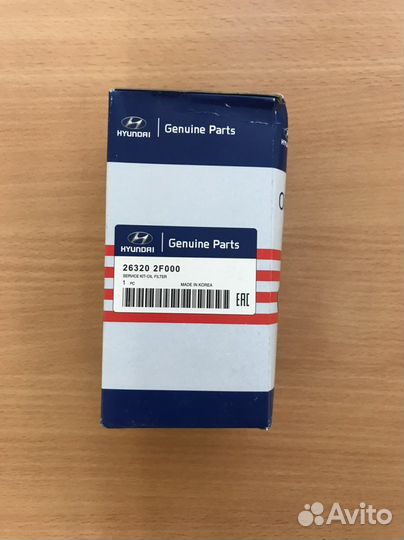 HYUNDAI | Genuine Parts
HYUNDAI | Genuine Parts
26320 2F000
SERVICE KIT-OIL FILTER
1 PC MADE IN KOREA
EAC
Avito